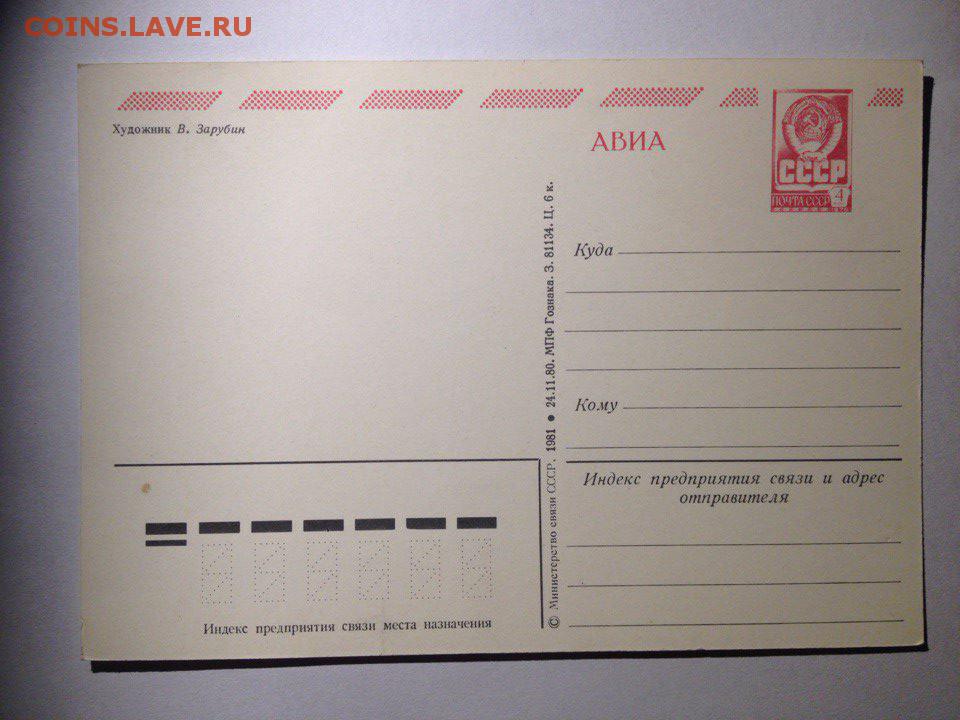 COINS.LAVE.RU
Художник В. Зарубин
АВИА
СССР
ПОЧТА СССР 4
Куда
Кому
Индекс предприятия связи и адрес
отправителя
© Министерство связи СССР, 1981 ● 24.11.80. МПФ Гознака. З. 81134. Ц. 6 к.
Индекс предприятия связи места назначения